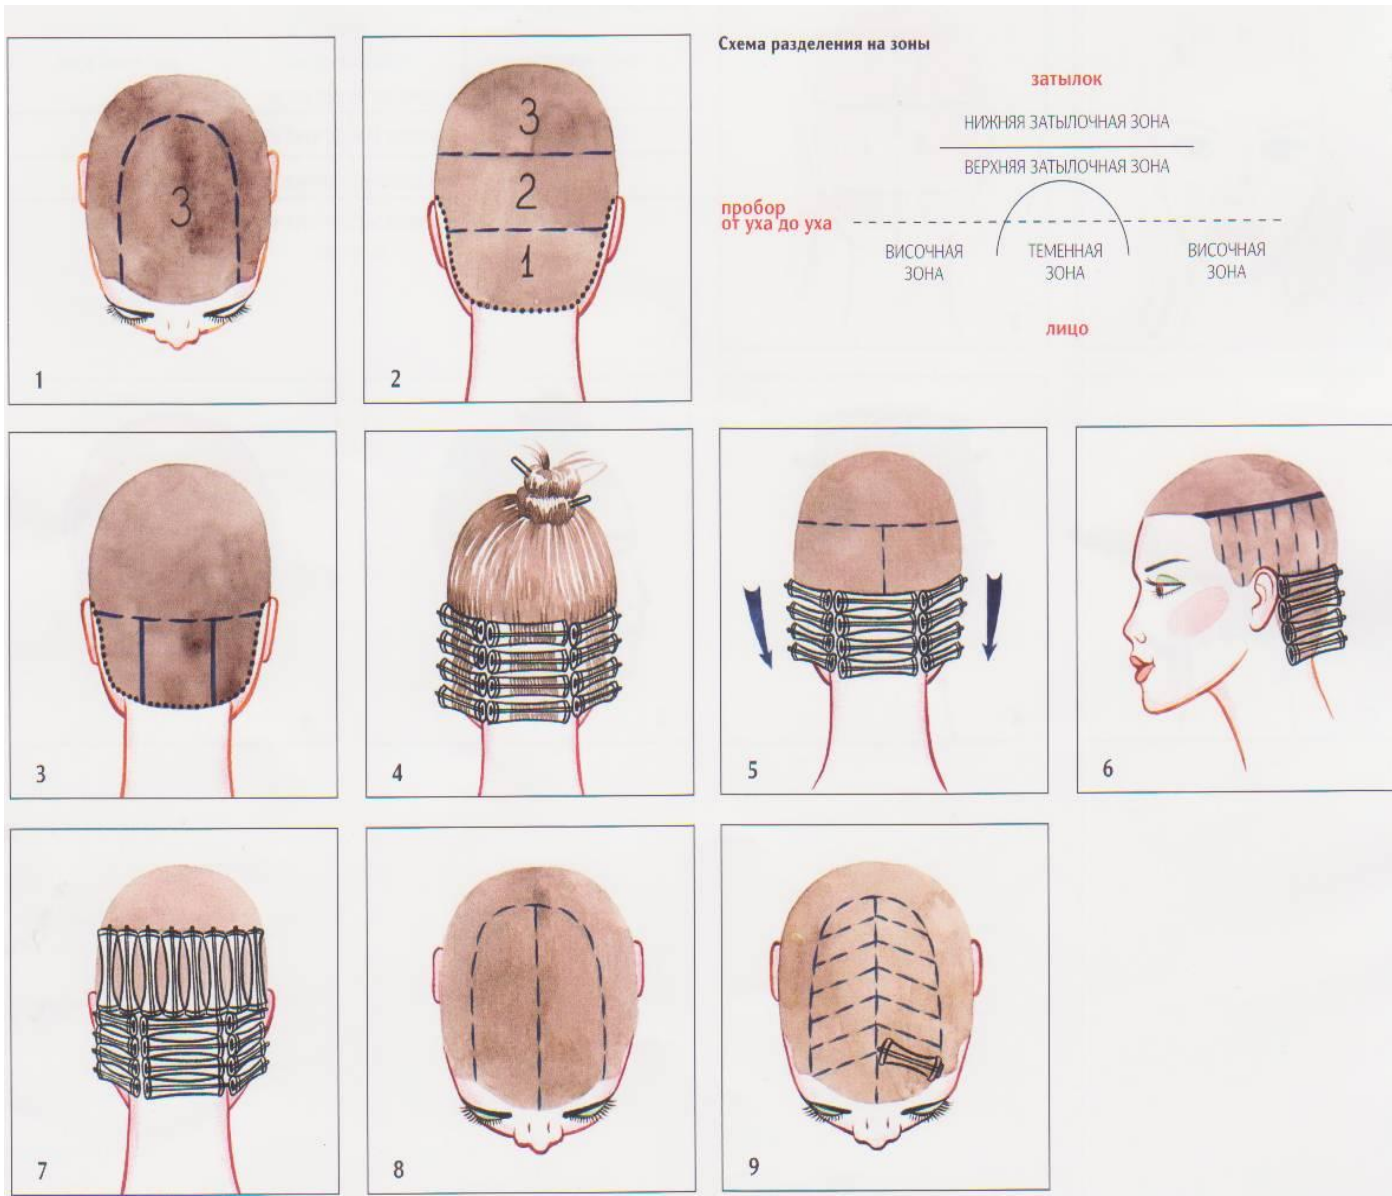 3
1
3
2
1
2
Схема разделения на зоны
затылок
НИЖНЯЯ ЗАТЫЛОЧНАЯ ЗОНА
ВЕРХНЯЯ ЗАТЫЛОЧНАЯ ЗОНА
пробор
от уха до уха
ВИСОЧНАЯ
ЗОНА
ТЕМЕННАЯ
ЗОНА
ВИСОЧНАЯ
ЗОНА
лицо
3
4
5
6
7
8
9